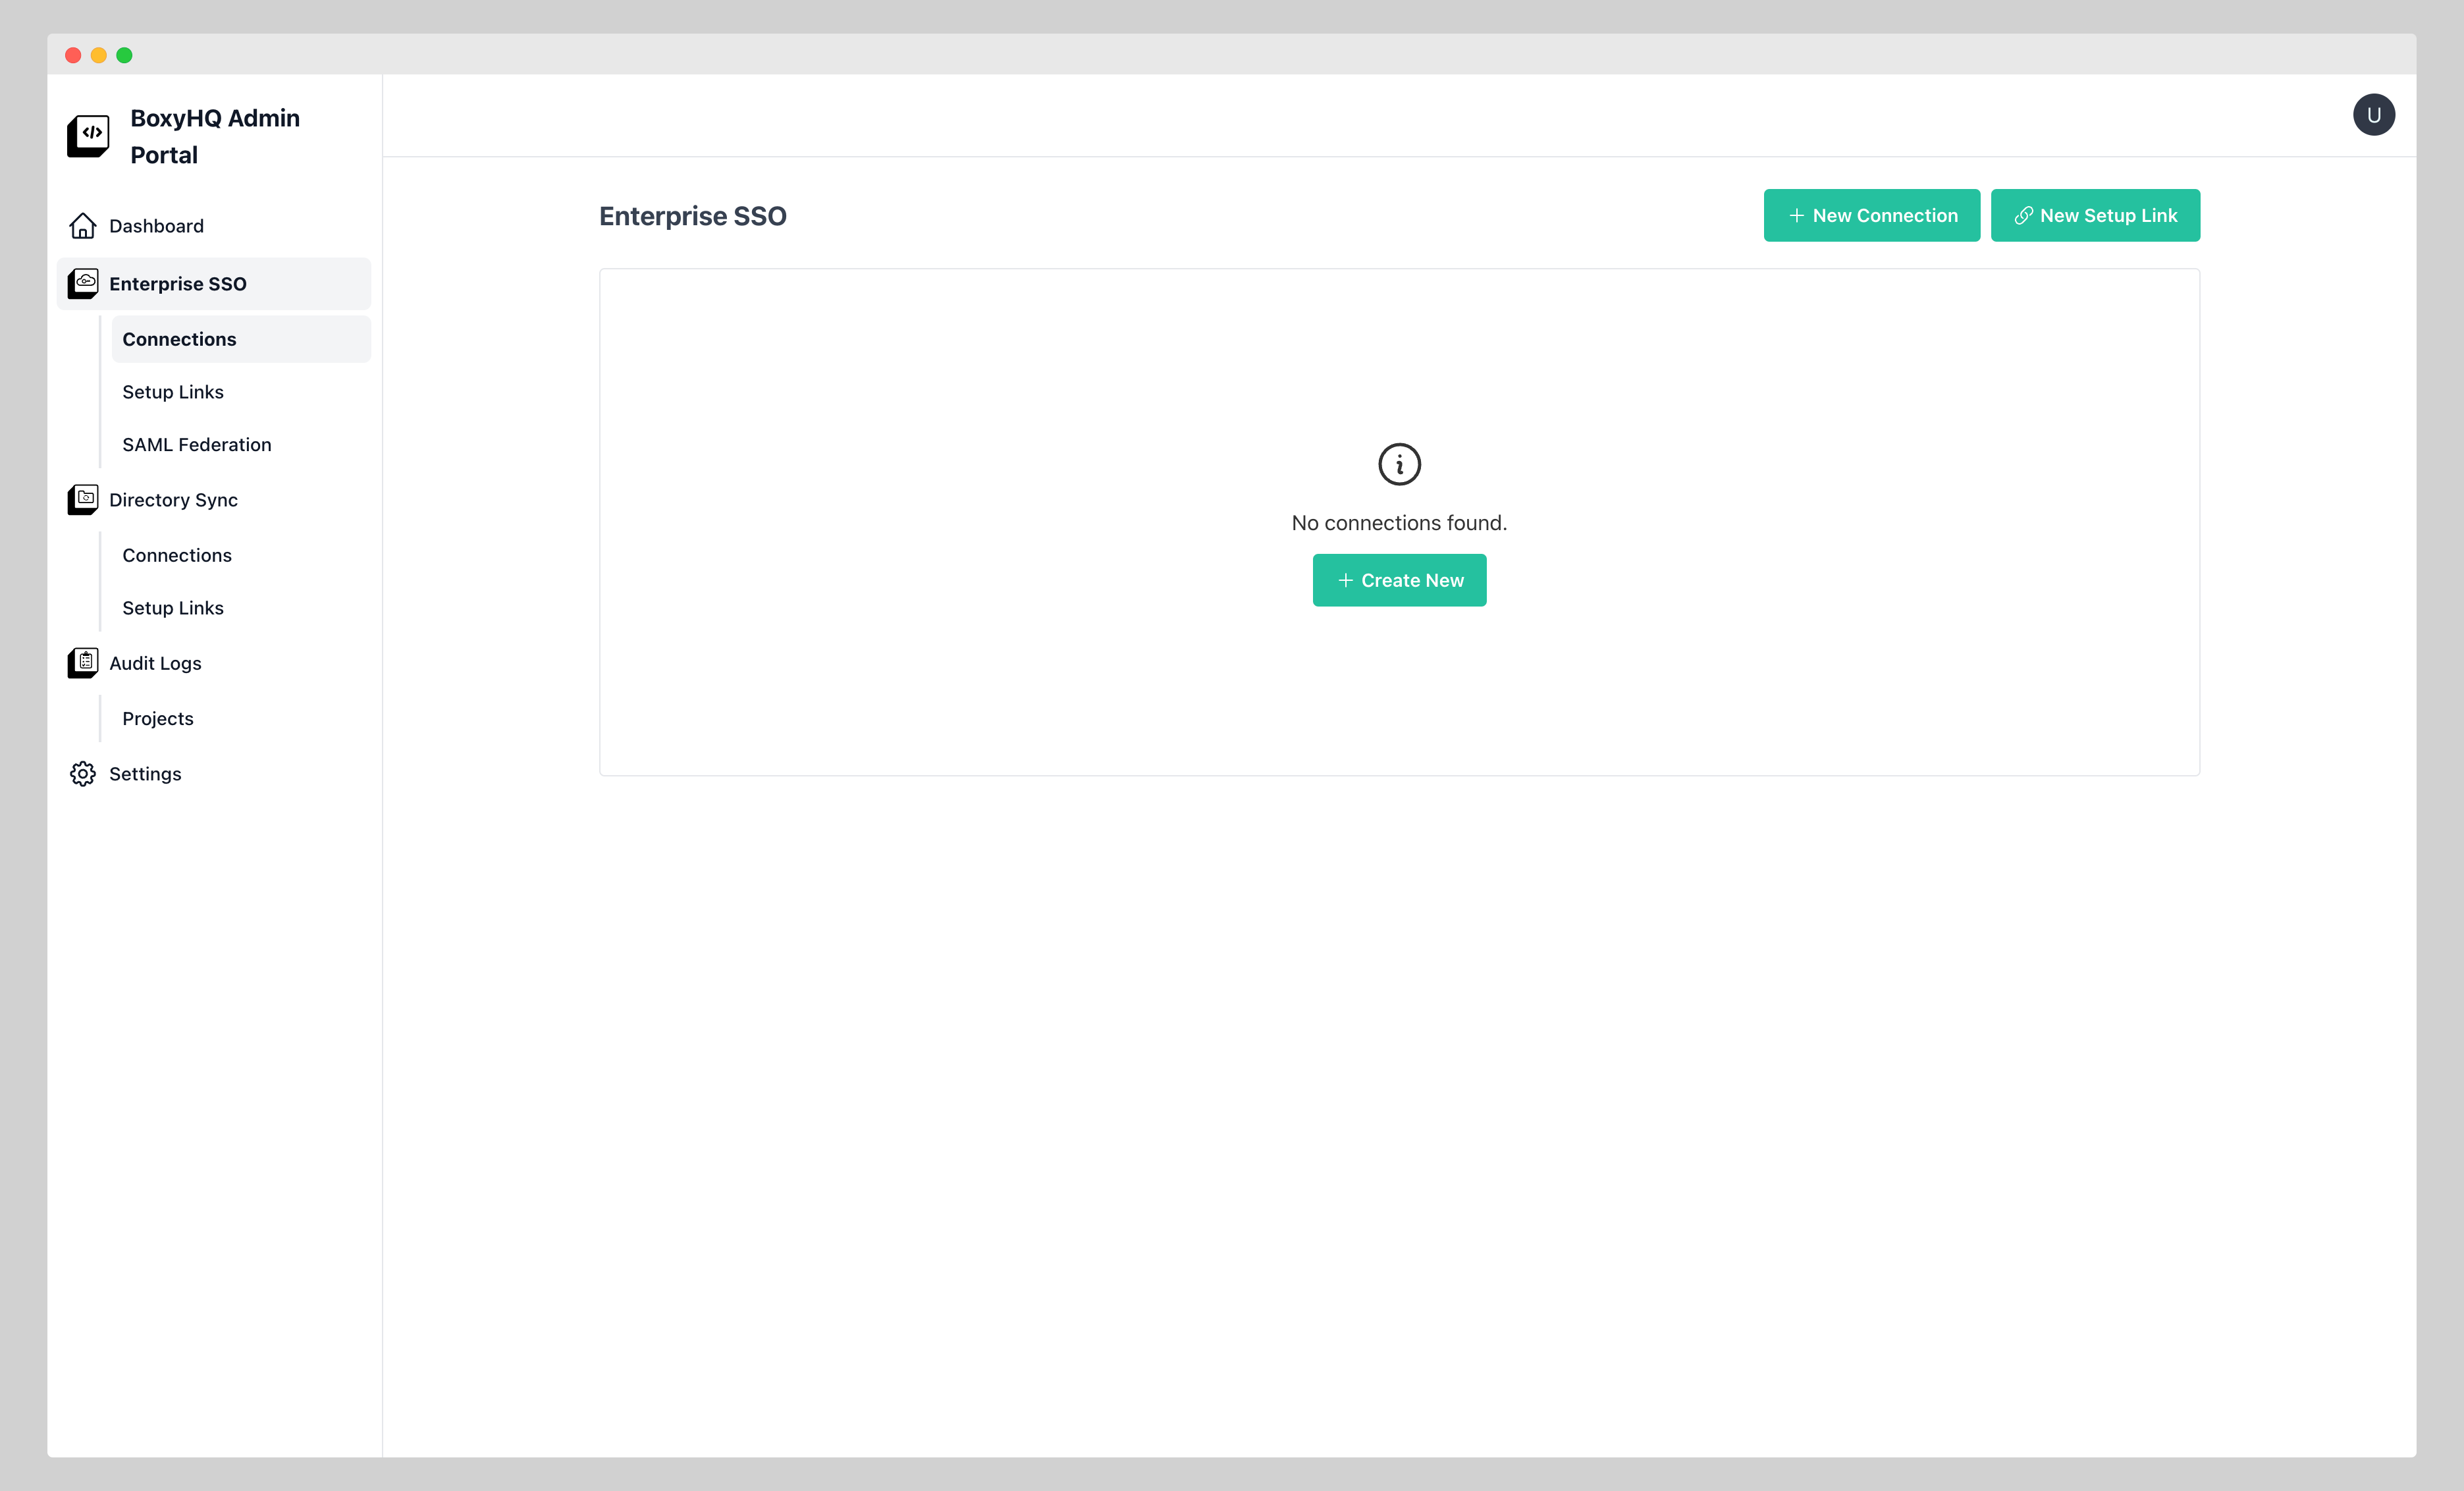 BoxyHQ Admin
Portal
Dashboard
Enterprise SSO
Connections
Setup Links
SAML Federation
Directory Sync
Connections
Setup Links
Audit Logs
Projects
Settings
U
Enterprise SSO
New Connection
New Setup Link
No connections found.
Create New